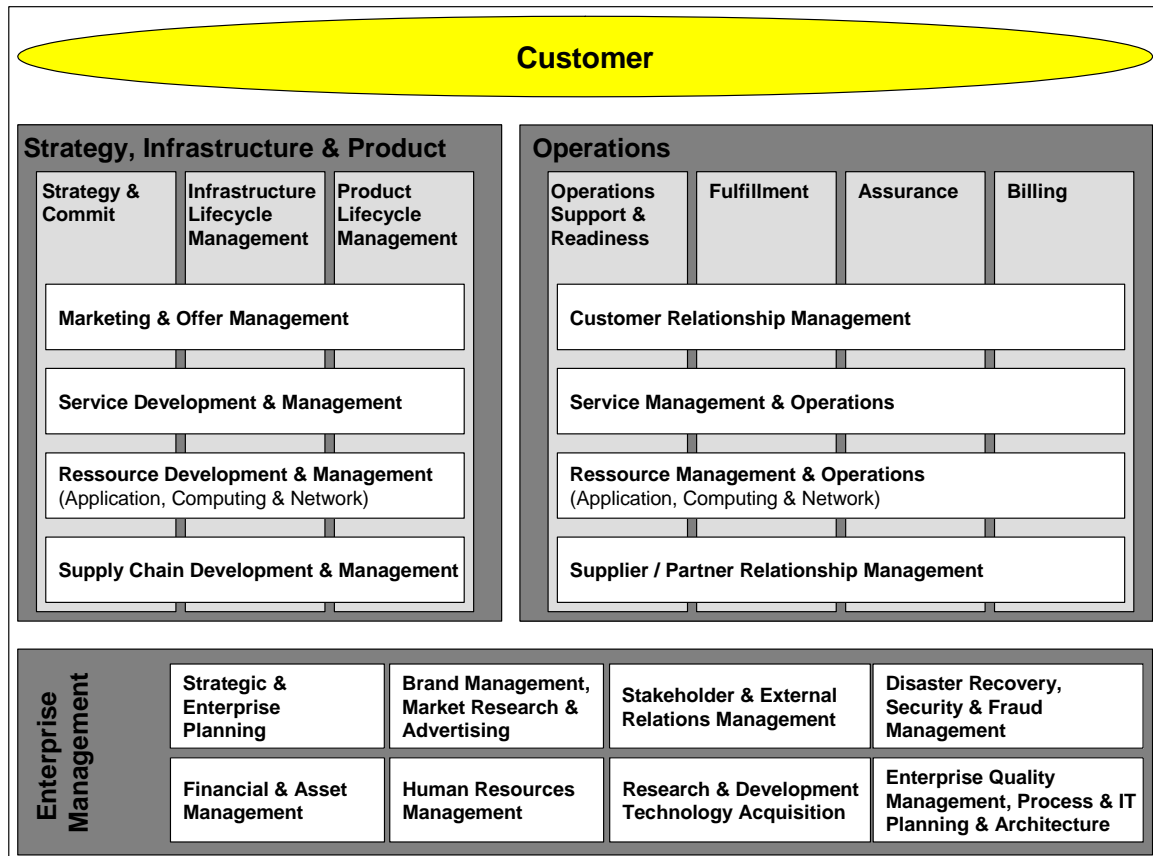 Customer
Strategy, Infrastructure & Product
Strategy &
Commit
Infrastructure
Lifecycle
Management
Product
Lifecycle
Management
Marketing & Offer Management
Service Development & Management
Ressource Development & Management
(Application, Computing & Network)
Supply Chain Development & Management
Operations
Operations
Support &
Readiness
Fulfillment
Assurance
Billing
Customer Relationship Management
Service Management & Operations
Ressource Management & Operations
(Application, Computing & Network)
Supplier / Partner Relationship Management
Enterprise
Management
Strategic &
Enterprise
Planning
Brand Management,
Market Research &
Advertising
Stakeholder & External
Relations Management
Disaster Recovery,
Security & Fraud
Management
Financial & Asset
Management
Human Resources
Management
Research & Development
Technology Acquisition
Enterprise Quality
Management, Process & IT
Planning & Architecture